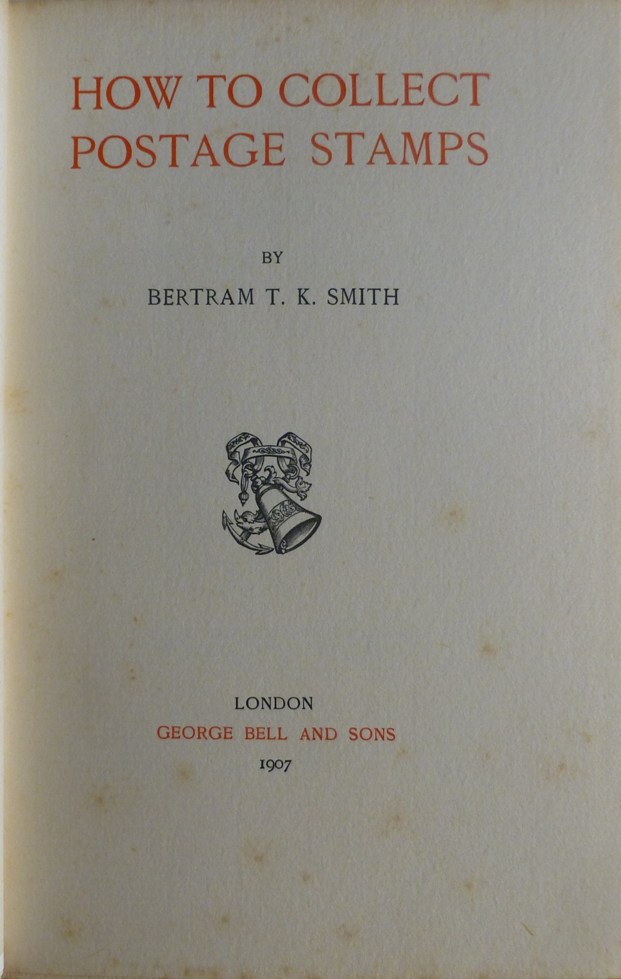 HOW TO COLLECT
POSTAGE STAMPS
BY
BERTRAM T. K. SMITH
LONDON
GEORGE BELL AND SONS
1907